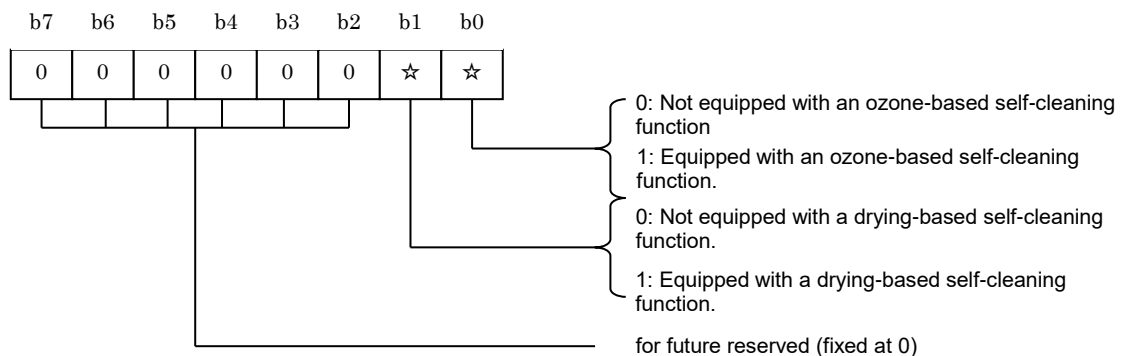 b7 b6 b5 b4 b3 b2 b1 b0
0 0 0 0 0 0 ☆ ☆
0: Not equipped with an ozone-based self-cleaning
function
1: Equipped with an ozone-based self-cleaning
function.
0: Not equipped with a drying-based self-cleaning
function.
1: Equipped with a drying-based self-cleaning
function.
for future reserved (fixed at 0)